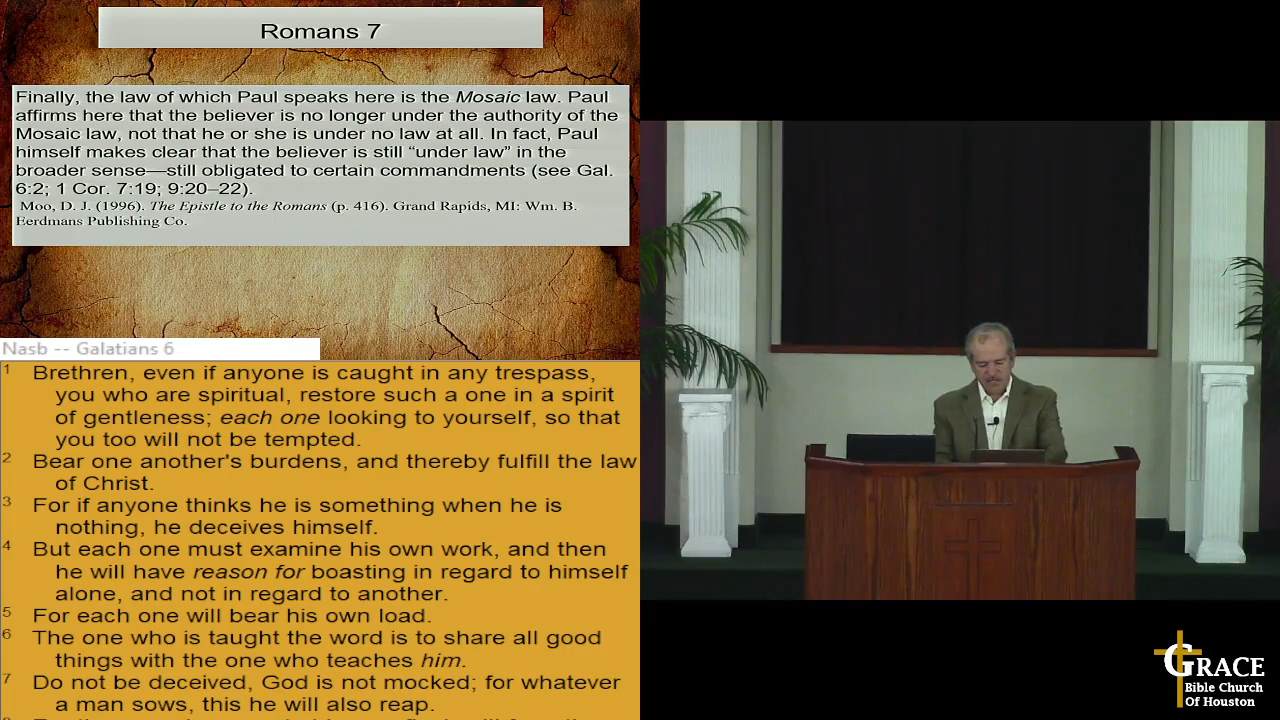 Romans 7
Finally, the law of which Paul speaks here is the Mosaic law. Paul
affirms here that the believer is no longer under the authority of the
Mosaic law, not that he or she is under no law at all. In fact, Paul
himself makes clear that the believer is still “under law” in the
broader sense—still obligated to certain commandments (see Gal.
6:2; 1 Cor. 7:19; 9:20–22).
Moo, D. J. (1996). The Epistle to the Romans (p. 416). Grand Rapids, MI: Wm. B.
Eerdmans Publishing Co.
Nasb -- Galatians 6
1 Brethren, even if anyone is caught in any trespass,
you who are spiritual, restore such a one in a spirit
of gentleness; each one looking to yourself, so that
you too will not be tempted.
2 Bear one another's burdens, and thereby fulfill the law
of Christ.
3 For if anyone thinks he is something when he is
nothing, he deceives himself.
4 But each one must examine his own work, and then
he will have reason for boasting in regard to himself
alone, and not in regard to another.
5 For each one will bear his own load.
6 The one who is taught the word is to share all good
things with the one who teaches him.
7 Do not be deceived, God is not mocked; for whatever
a man sows, this he will also reap.
GRACE
Bible Church
Of Houston